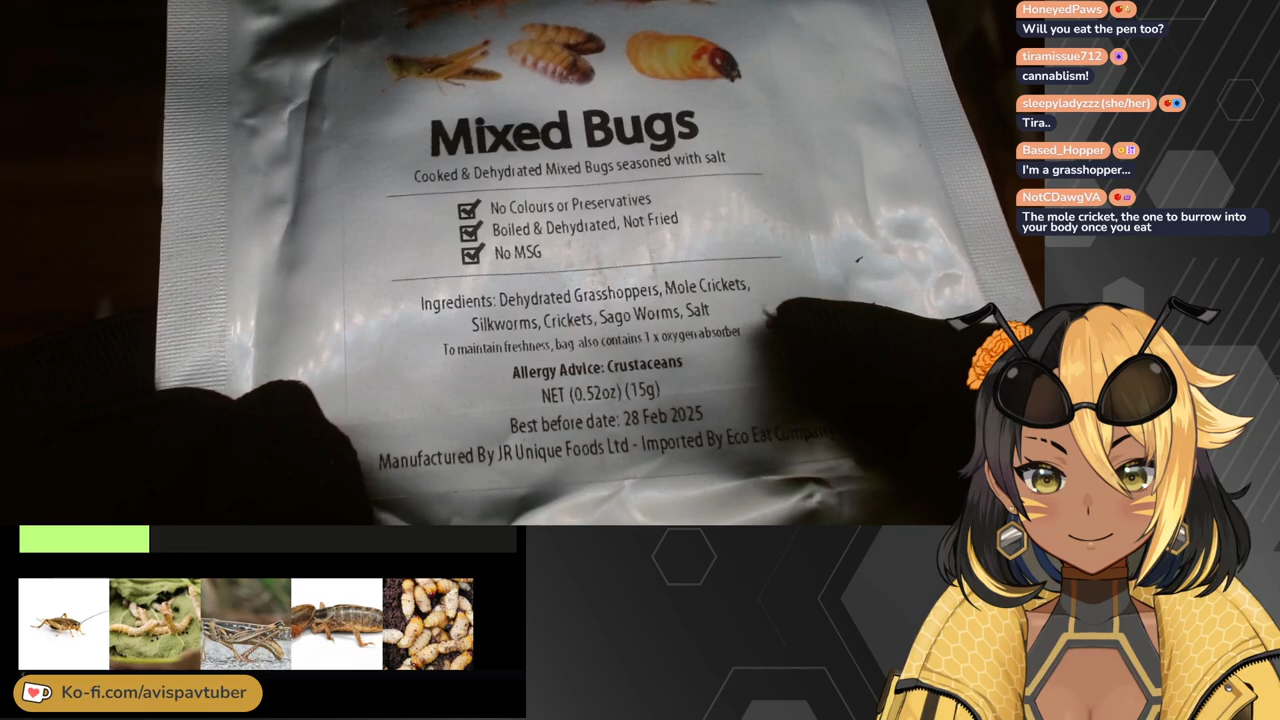 Mixed Bugs
Cooked & Dehydrated Mixed Bugs seasoned with salt
No Colours or Preservatives
Boiled & Dehydrated, Not Fried
No MSG
Ingredients: Dehydrated Grasshoppers, Mole Crickets,
Silkworms, Crickets, Sago Worms, Salt
To maintain freshness, bag also contains 1 x oxygen absorber
Allergy Advice: Crustaceans
NET (0.52oz) (15g)
Best before date: 28 Feb 2025
Manufactured By JR Unique Foods Ltd - Imported By Eco Eat Company
HoneyedPaws
Will you eat the pen too?
tiramissue712
cannablism!
sleepyladyzzz (she/her)
Tira..
Based_Hopper
I'm a grasshopper...
NotCDawgVA
The mole cricket, the one to burrow into
your body once you eat
Ko-fi.com/avispavtuber